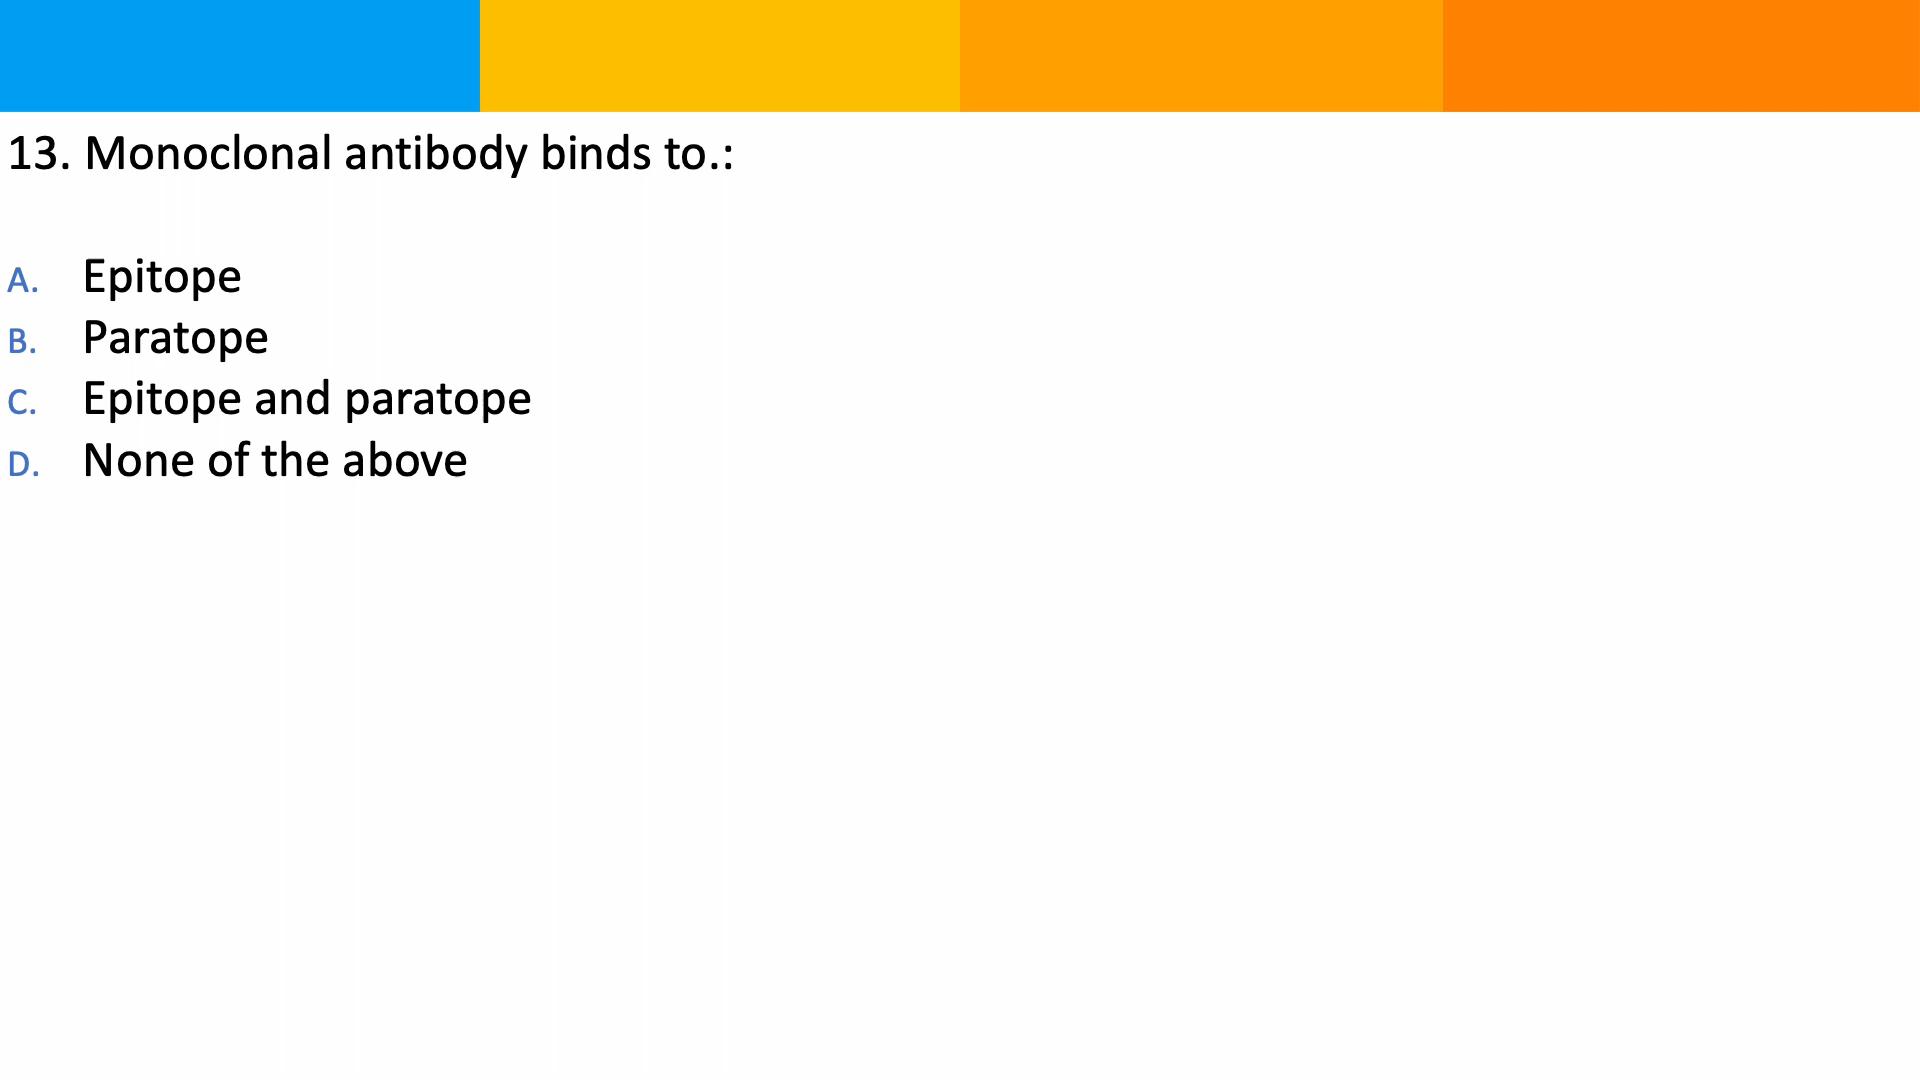 13. Monoclonal antibody binds to.:
A. Epitope
B. Paratope
C. Epitope and paratope
D. None of the above